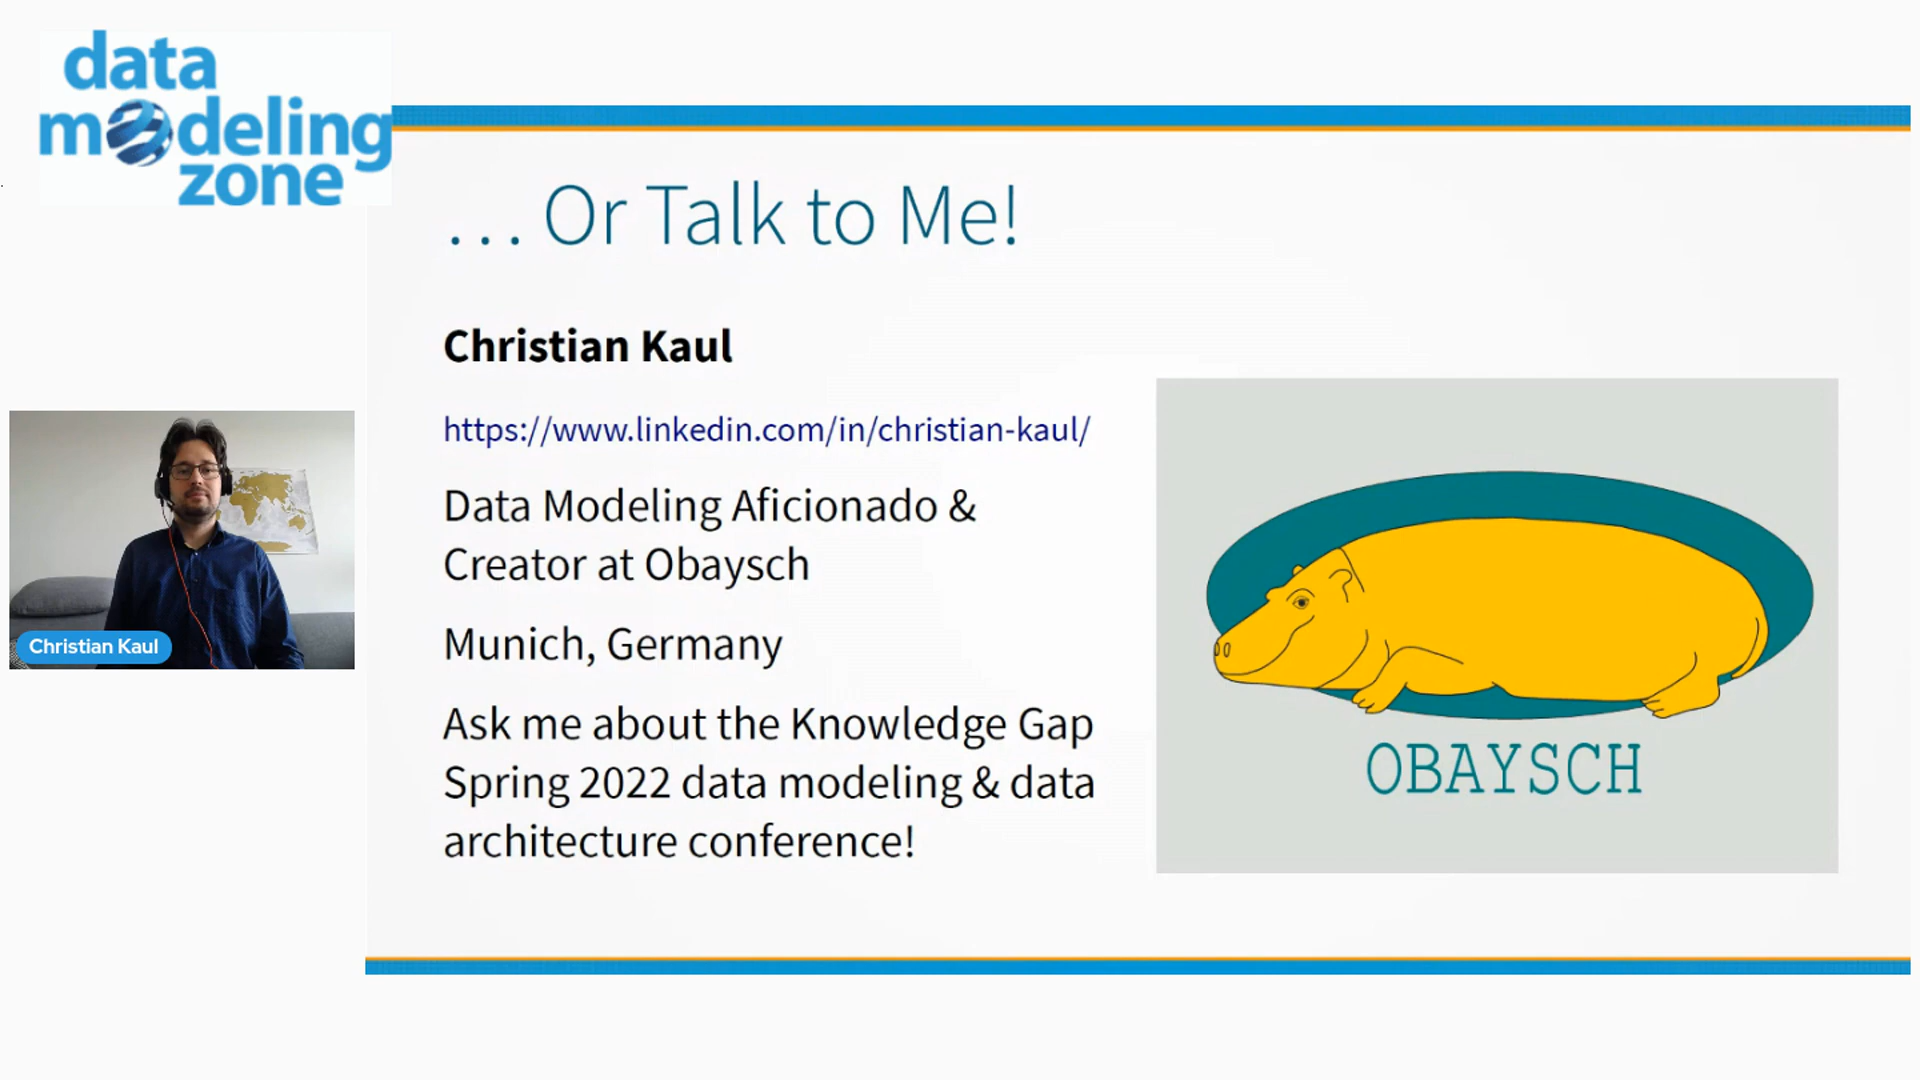 data
modeling
zone
… Or Talk to Me!
Christian Kaul
https://www.linkedin.com/in/christian-kaul/
Data Modeling Aficionado &
Creator at Obaysch
Munich, Germany
Ask me about the Knowledge Gap
Spring 2022 data modeling & data
architecture conference!
OBAYSCH
Christian Kaul